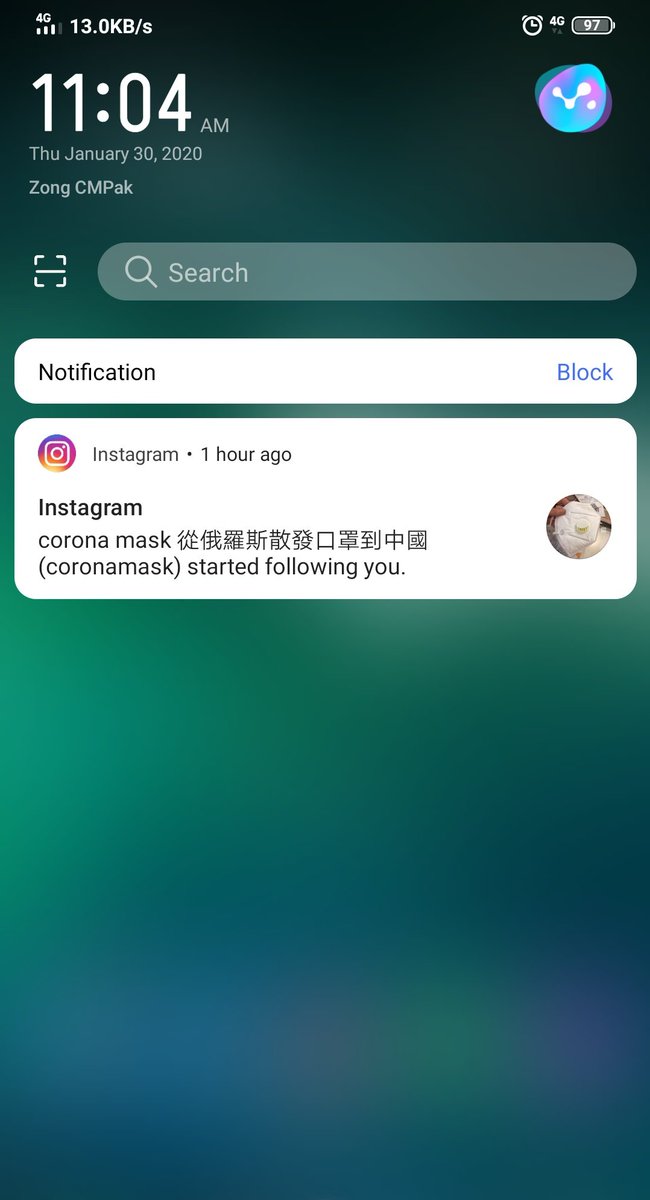 4G 13.0KB/s 4G 97
11:04 AM
Thu January 30, 2020
Zong CMPak
Search
Notification Block
Instagram • 1 hour ago
Instagram
corona mask 從俄羅斯散發口罩到中國
(coronamask) started following you.